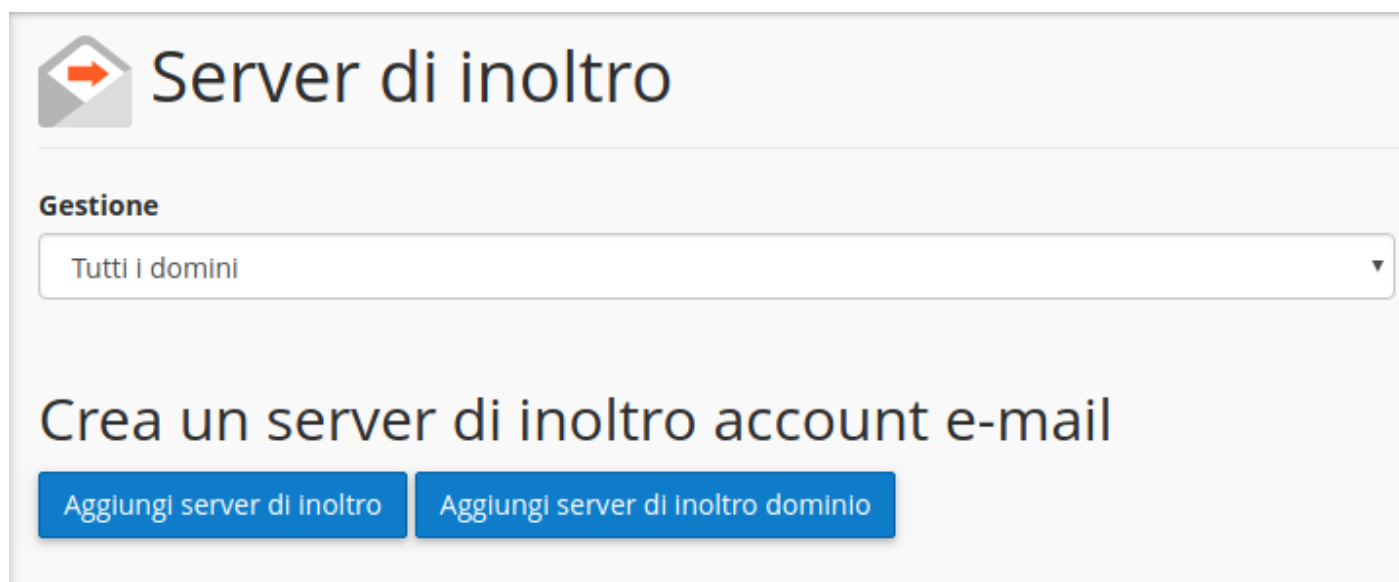 Server di inoltro
Gestione
Tutti i domini
Crea un server di inoltro account e-mail
Aggiungi server di inoltro
Aggiungi server di inoltro dominio